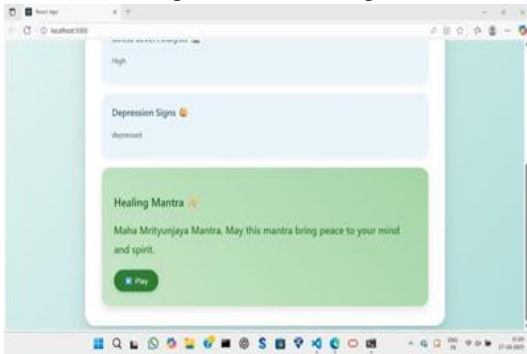 React App
localhost:3000
High
Depression Signs
depressed
Healing Mantra
Maha Mrityunjaya Mantra. May this mantra bring peace to your mind
and spirit.
Play